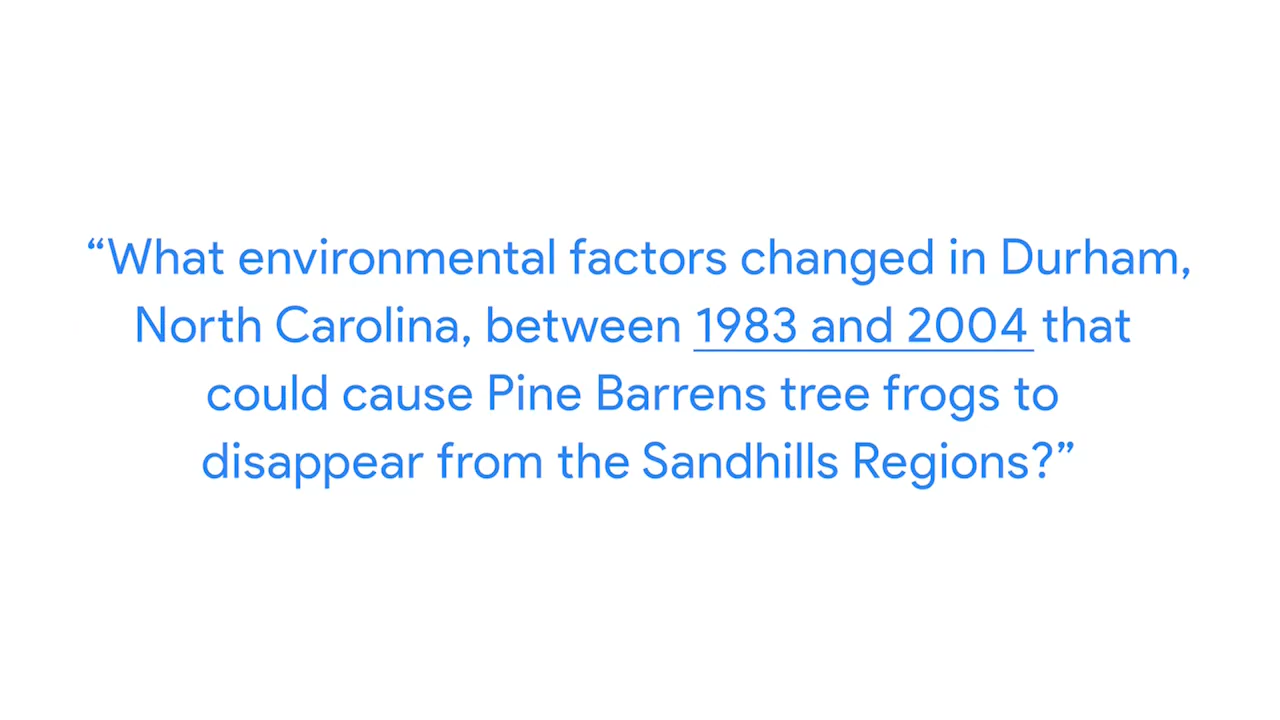 “What environmental factors changed in Durham,
North Carolina, between 1983 and 2004 that
could cause Pine Barrens tree frogs to
disappear from the Sandhills Regions?”